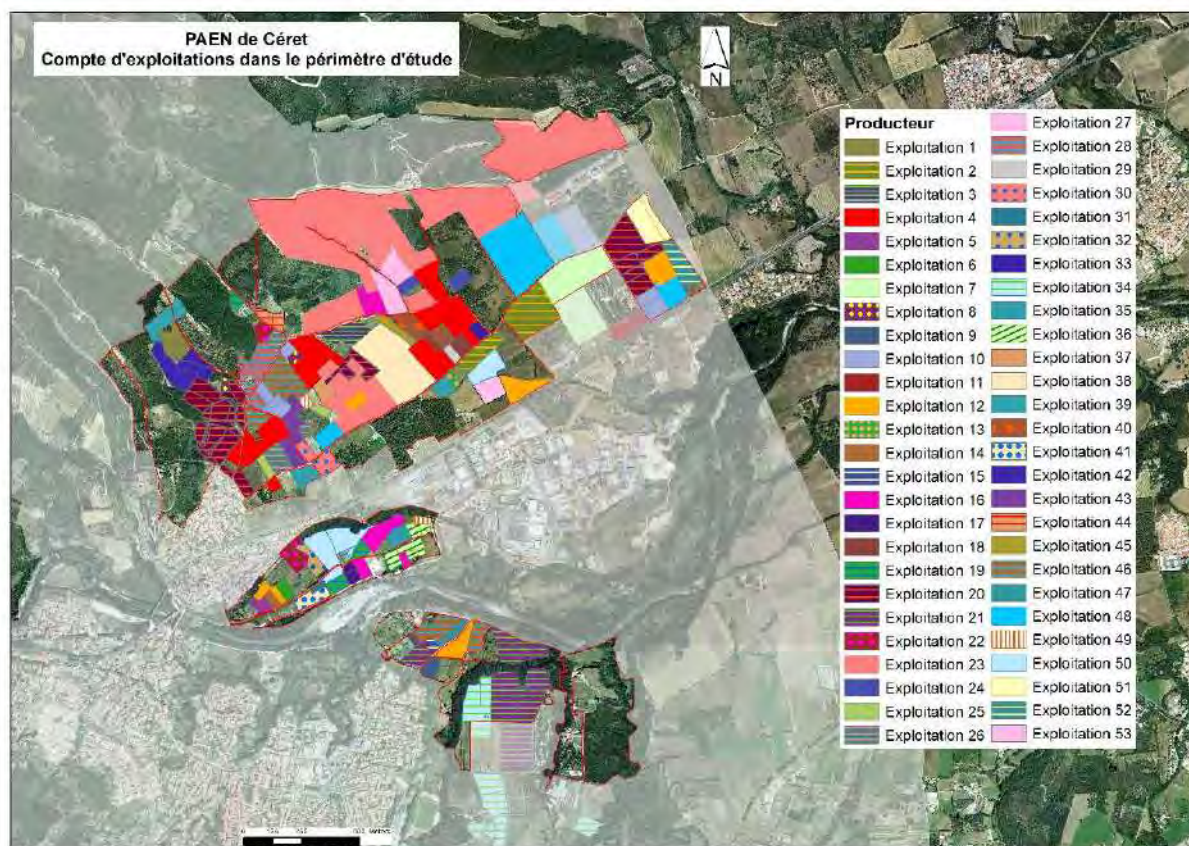 PAEN de Céret
Compte d'exploitations dans le périmètre d'étude
N
Producteur
Exploitation 1
Exploitation 2
Exploitation 3
Exploitation 4
Exploitation 5
Exploitation 6
Exploitation 7
Exploitation 8
Exploitation 9
Exploitation 10
Exploitation 11
Exploitation 12
Exploitation 13
Exploitation 14
Exploitation 15
Exploitation 16
Exploitation 17
Exploitation 18
Exploitation 19
Exploitation 20
Exploitation 21
Exploitation 22
Exploitation 23
Exploitation 24
Exploitation 25
Exploitation 26
Exploitation 27
Exploitation 28
Exploitation 29
Exploitation 30
Exploitation 31
Exploitation 32
Exploitation 33
Exploitation 34
Exploitation 35
Exploitation 36
Exploitation 37
Exploitation 38
Exploitation 39
Exploitation 40
Exploitation 41
Exploitation 42
Exploitation 43
Exploitation 44
Exploitation 45
Exploitation 46
Exploitation 47
Exploitation 48
Exploitation 49
Exploitation 50
Exploitation 51
Exploitation 52
Exploitation 53
0